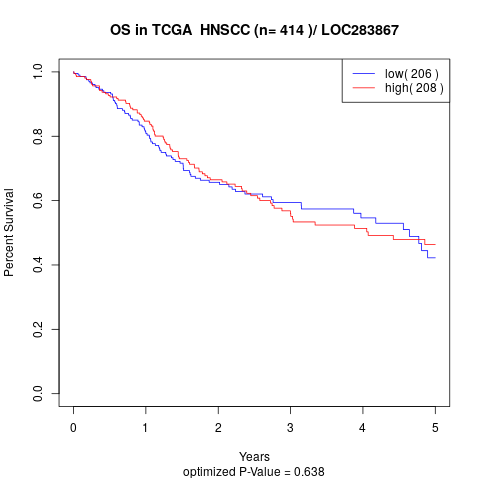 OS in TCGA  HNSCC (n= 414 )/ LOC283867
low( 206 )
high( 208 )
Percent Survival
1.0
0.8
0.6
0.4
0.2
0.0
0 1 2 3 4 5
Years
optimized P-Value = 0.638